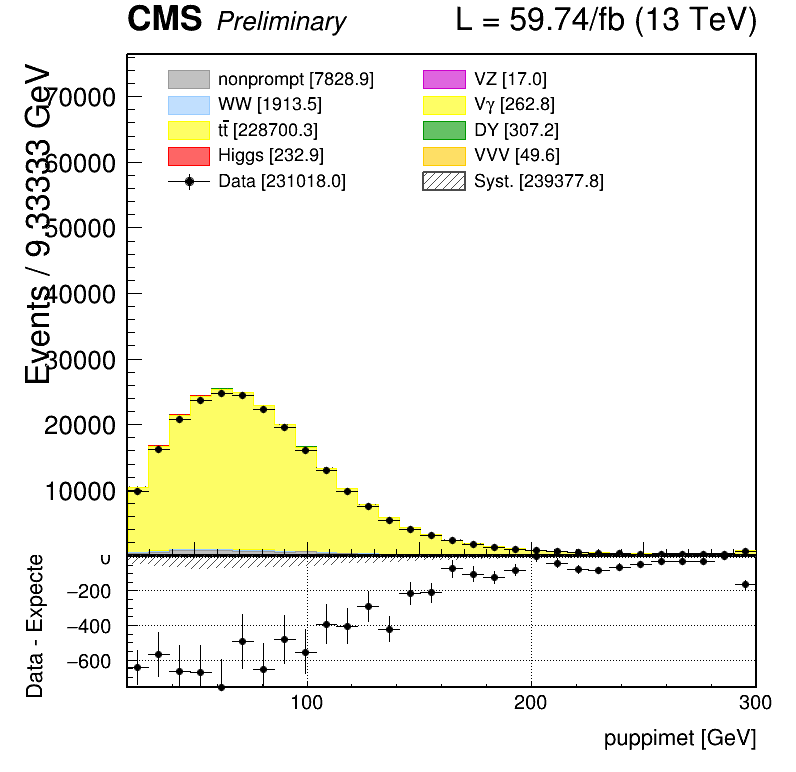 CMS Preliminary L = 59.74/fb (13 TeV)
Events / 9.33333 GeV
70000
60000
50000
40000
30000
20000
10000
nonprompt [7828.9]
WW [1913.5]
tt̄ [228700.3]
Higgs [232.9]
Data [231018.0]
VZ [17.0]
Vγ [262.8]
DY [307.2]
VVV [49.6]
Syst. [239377.8]
Data - Expecte
0
−200
−400
−600
100 200 300
puppimet [GeV]